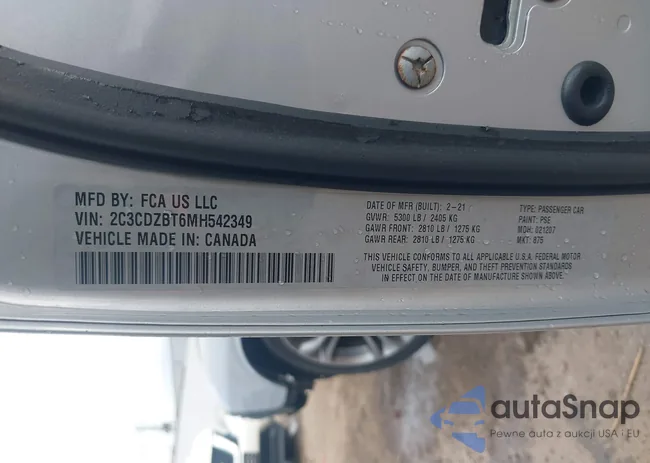 MFD BY: FCA US LLC
VIN: 2C3CDZBT6MH542349
VEHICLE MADE IN: CANADA
DATE OF MFR (BUILT): 2-21
GVWR: 5300 LB / 2405 KG
GAWR FRONT: 2810 LB / 1275 KG
GAWR REAR: 2810 LB / 1275 KG
TYPE: PASSENGER CAR
PAINT: PSE
MDH: 021207
MKT: 875
THIS VEHICLE CONFORMS TO ALL APPLICABLE U.S.A. FEDERAL MOTOR
VEHICLE SAFETY, BUMPER, AND THEFT PREVENTION STANDARDS
IN EFFECT ON THE DATE OF MANUFACTURE SHOWN ABOVE.
autaSnap
Pewne auta z aukcji USA i EU